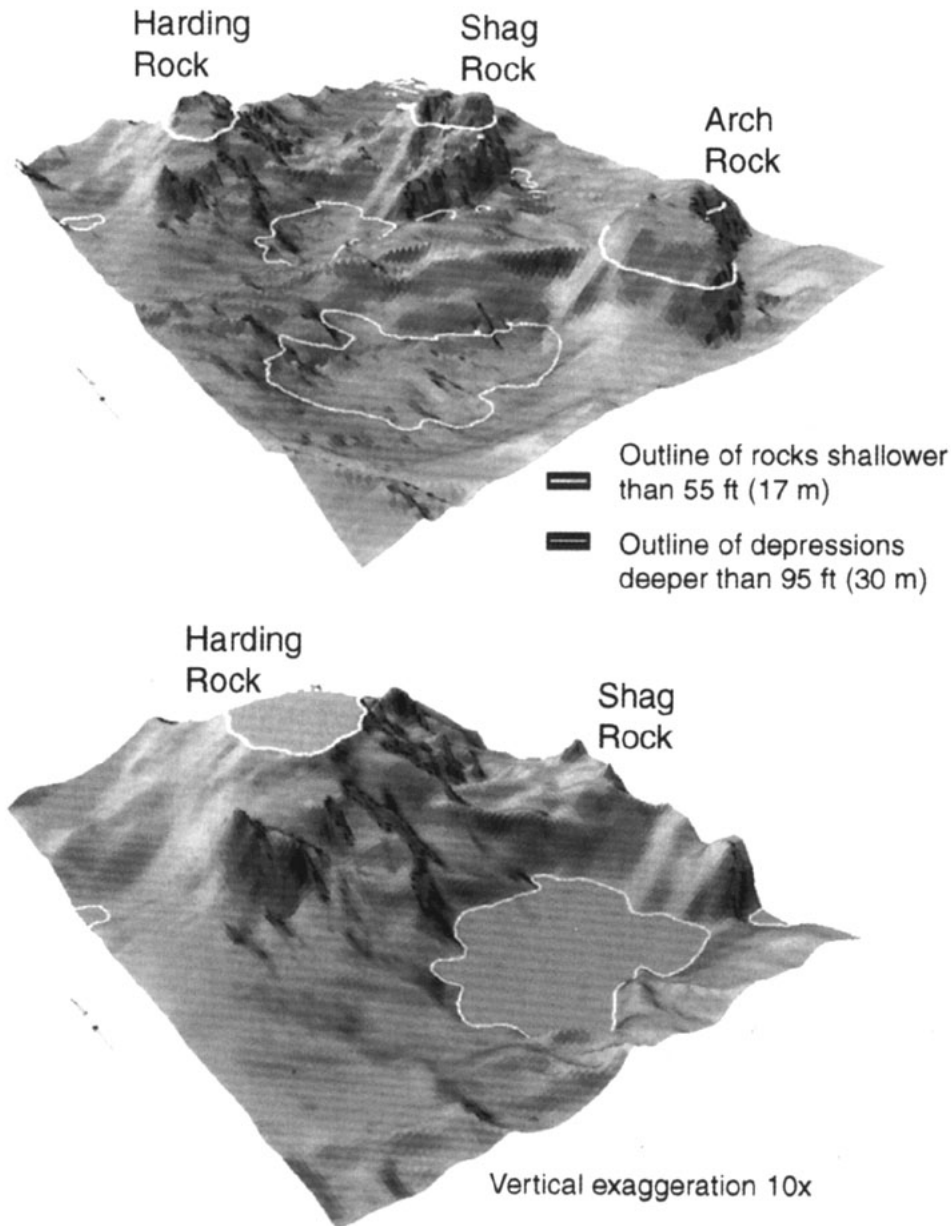 Harding
Rock
Shag
Rock
Arch
Rock
Outline of rocks shallower
than 55 ft (17 m)
Outline of depressions
deeper than 95 ft (30 m)
Harding
Rock
Shag
Rock
Vertical exaggeration 10x